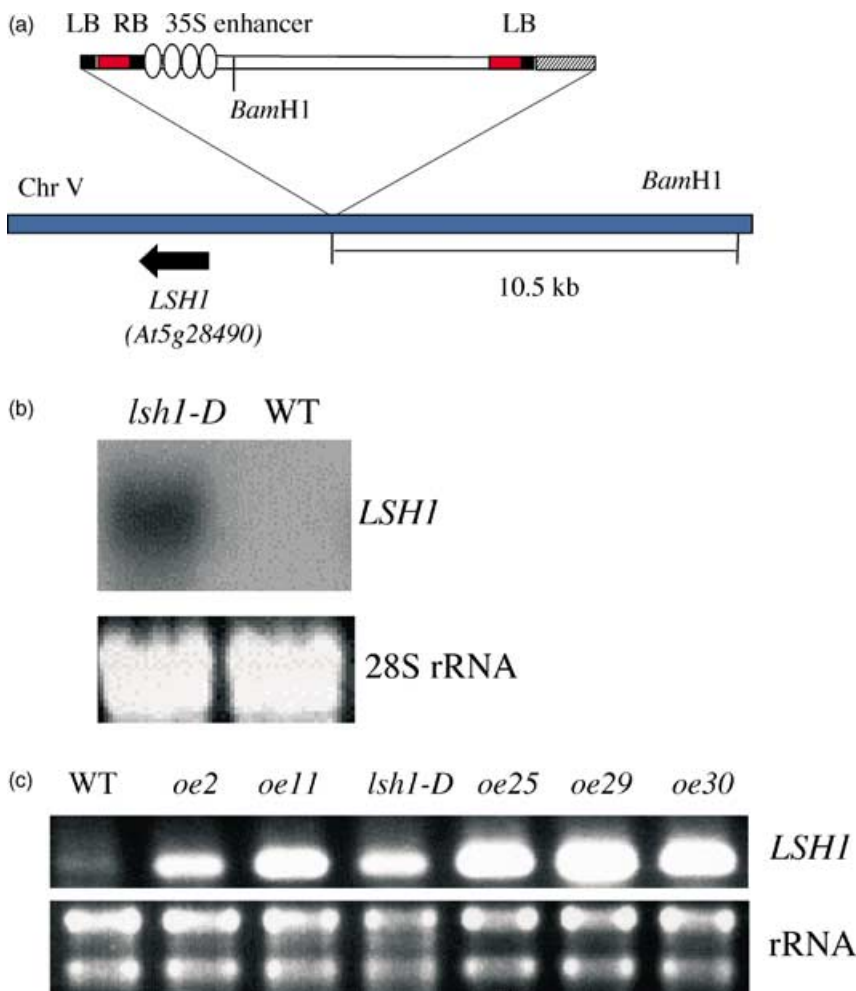 (a)
LB RB 35S enhancer LB
BamH1
Chr V BamH1
LSH1
(At5g28490)
10.5 kb
(b)
lsh1-D WT
LSH1
28S rRNA
(c)
WT oe2 oe11 lsh1-D oe25 oe29 oe30
LSH1
rRNA